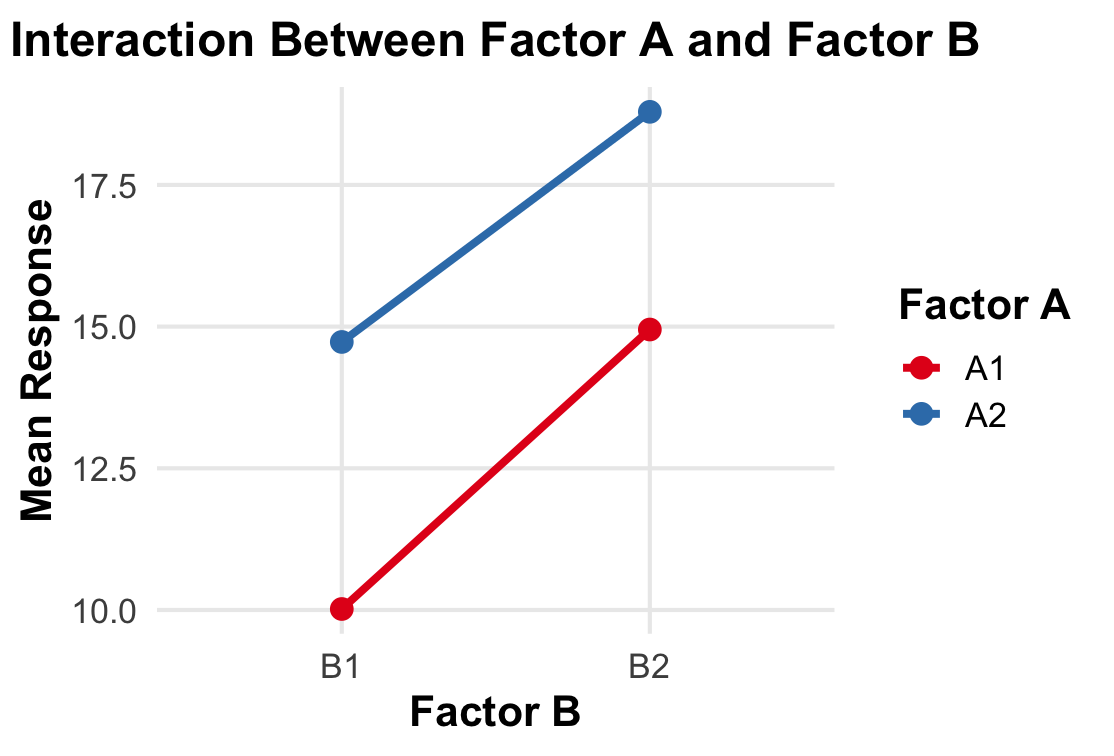 Interaction Between Factor A and Factor B
Mean Response
17.5
15.0
12.5
10.0
B1
B2
Factor B
Factor A
A1
A2